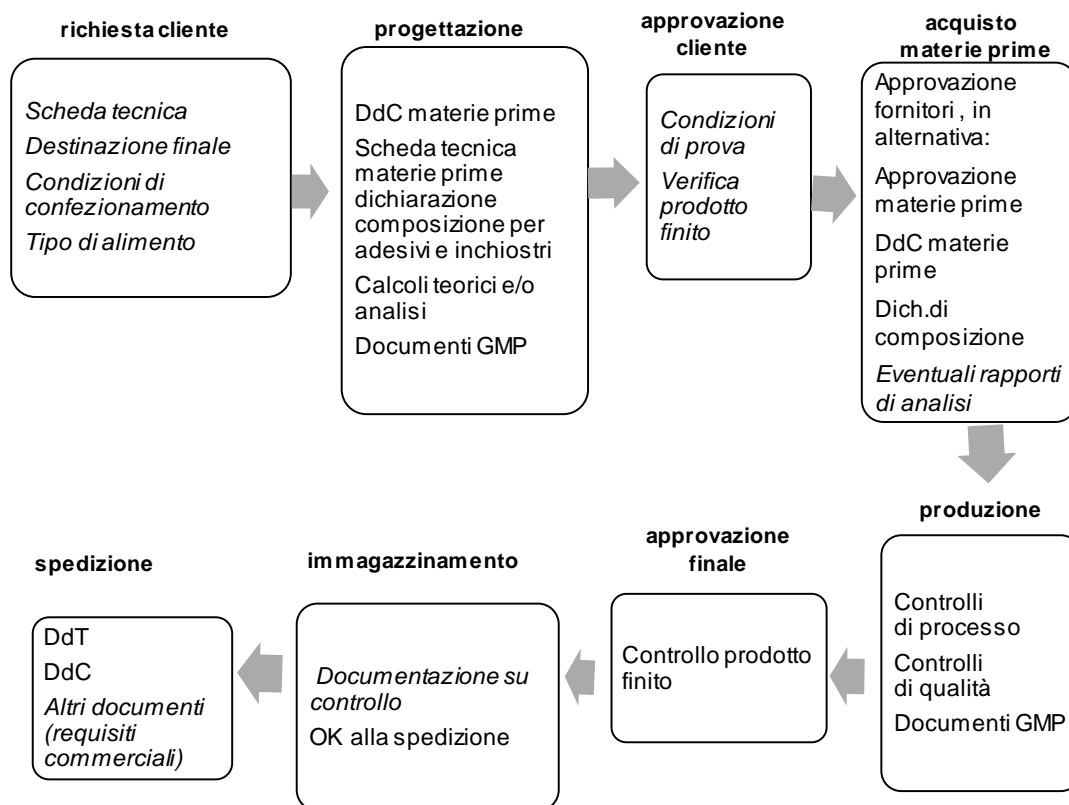 richiesta cliente
Scheda tecnica
Destinazione finale
Condizioni di
confezionamento
Tipo di alimento
progettazione
DdC materie prime
Scheda tecnica
materie prime
dichiarazione
composizione per
adesivi e inchiostri
Calcoli teorici e/o
analisi
Documenti GMP
approvazione
cliente
Condizioni
di prova
Verifica
prodotto
finito
acquisto
materie prime
Approvazione
fornitori , in
alternativa:
Approvazione
materie prime
DdC materie
prime
Dich.di
composizione
Eventuali rapporti
di analisi
produzione
Controlli
di processo
Controlli
di qualità
Documenti GMP
approvazione
finale
Controllo prodotto
finito
immagazzinamento
Documentazione su
controllo
OK alla spedizione
spedizione
DdT
DdC
Altri documenti
(requisiti
commerciali)